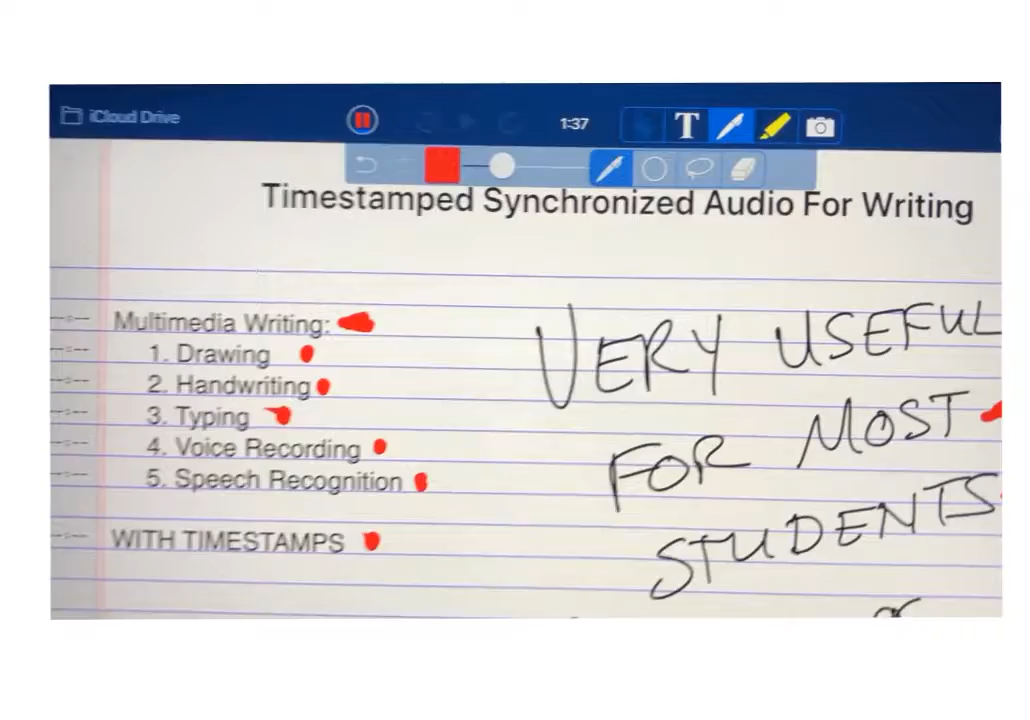 iCloud Drive
1:37
T
Timestamped Synchronized Audio For Writing
Multimedia Writing:
1. Drawing
2. Handwriting
3. Typing
4. Voice Recording
5. Speech Recognition
WITH TIMESTAMPS
VERY USEFUL
FOR MOST
STUDENTS